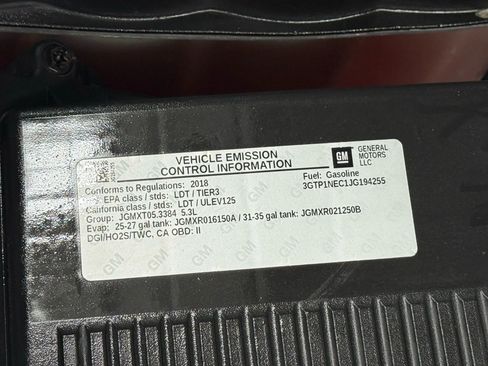 VEHICLE EMISSION
CONTROL INFORMATION
GM
GENERAL
MOTORS
LLC
Conforms to Regulations: 2018
Fuel: Gasoline
EPA class / stds: LDT / TIER3
3GTP1NEC1JG194255
California class / stds: LDT / ULEV125
Group: JGMXT05.3384 5.3L
Evap: 25-27 gal tank: JGMXR016150A / 31-35 gal tank: JGMXR021250B
DGI/HO2S/TWC, CA OBD: II